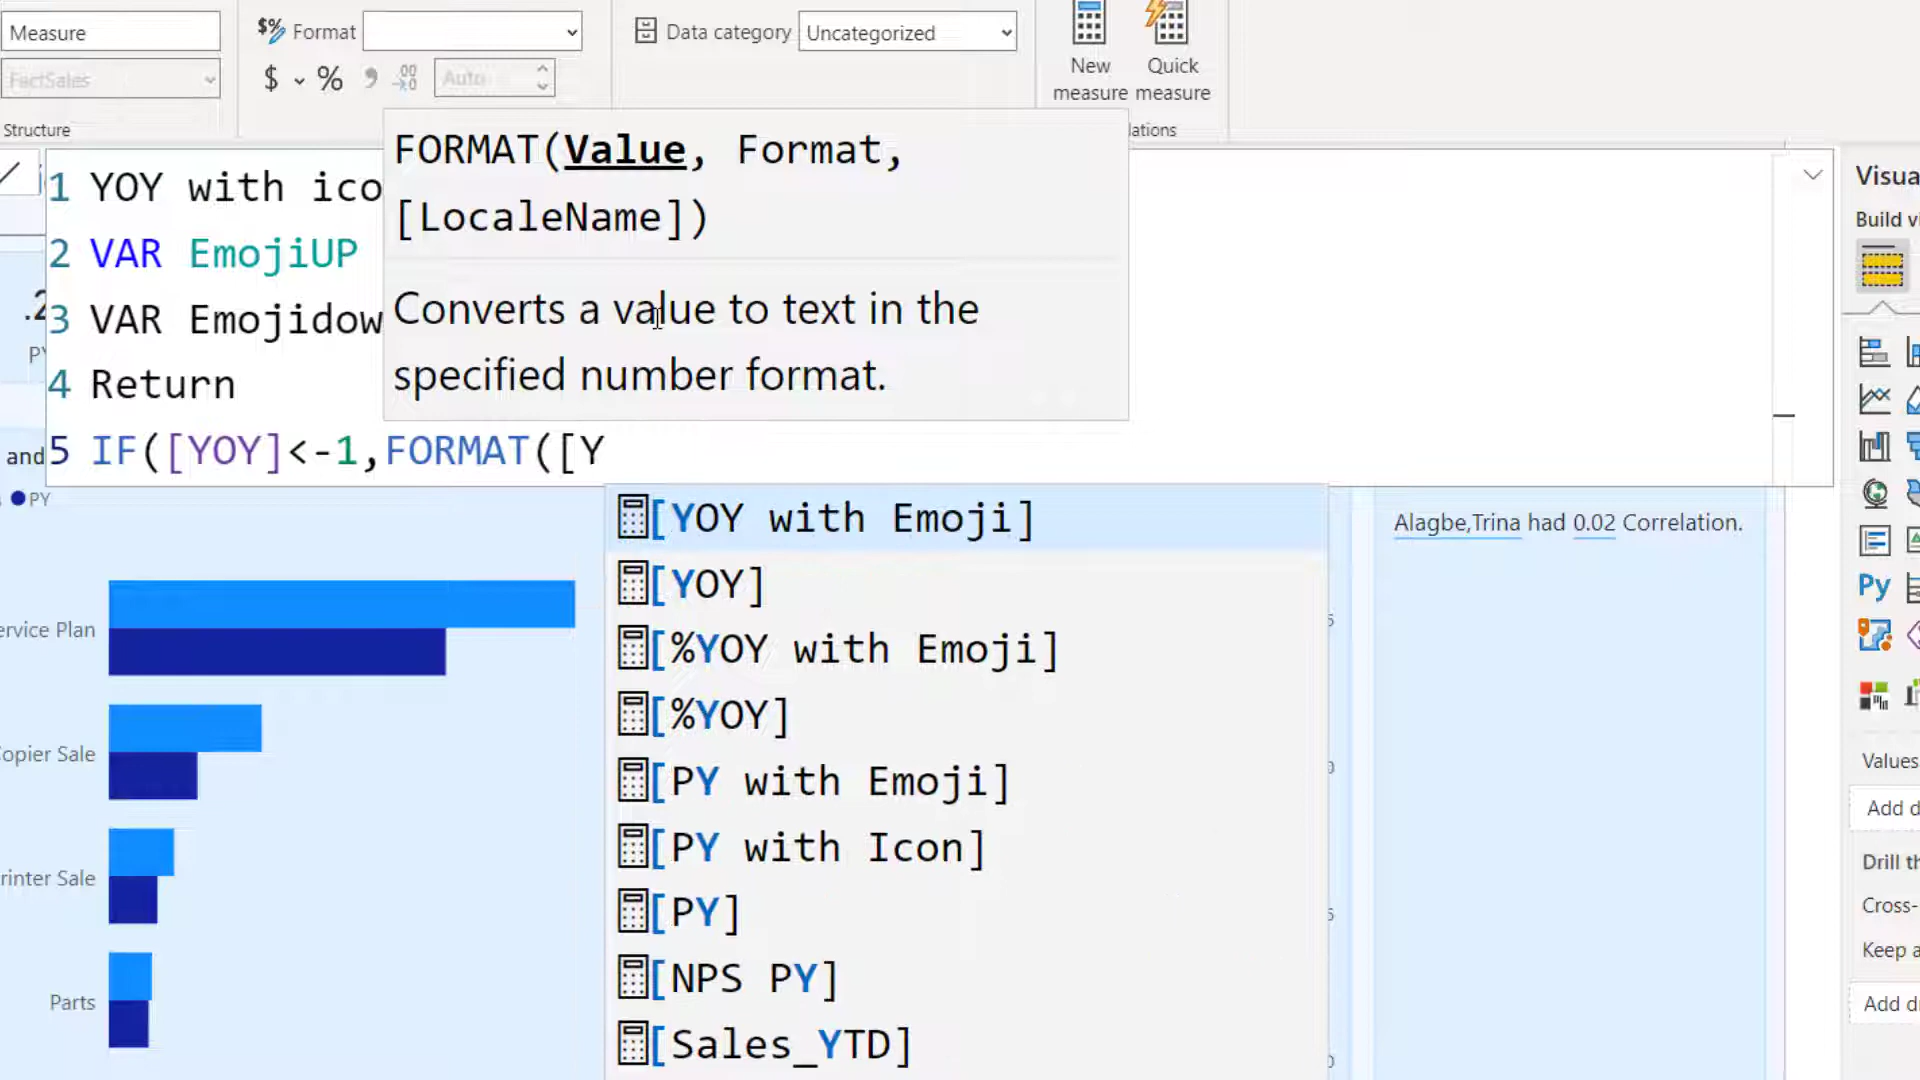 Measure
Format
Data category
Uncategorized
FactSales
$
%
Auto
New measure
Quick measure
Structure
FORMAT(Value, Format,
[LocaleName])
Converts a value to text in the
specified number format.
1 YOY with ico
2 VAR EmojiUP
3 VAR Emojidow
4 Return
5 IF([YOY]<-1,FORMAT([Y
and
PY
[YOY with Emoji]
[YOY]
[%YOY with Emoji]
[%YOY]
[PY with Emoji]
[PY with Icon]
[PY]
[NPS PY]
[Sales_YTD]
ervice Plan
opier Sale
rinter Sale
Parts
Alagbe,Trina had 0.02 Correlation.
Visua
Build vi
Py
Values
Add d
Drill th
Cross-
Keep a
Add dr